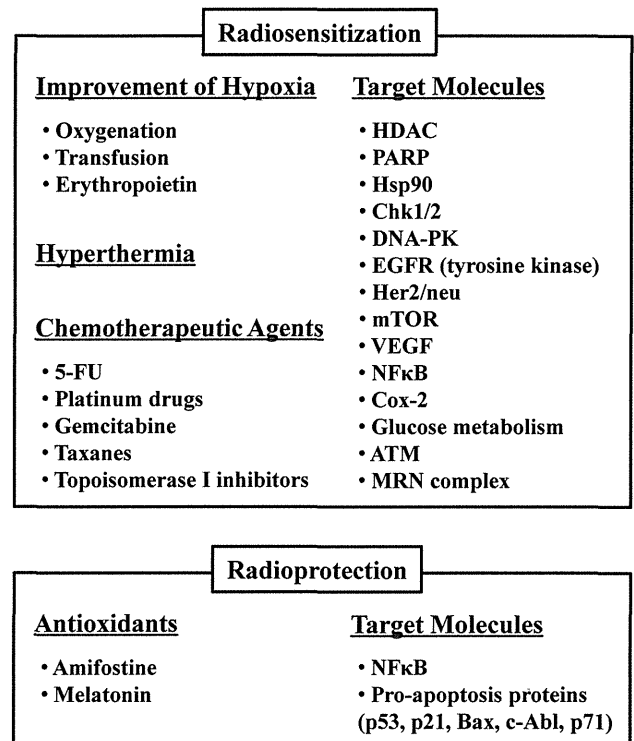 Radiosensitization
Improvement of Hypoxia
• Oxygenation
• Transfusion
• Erythropoietin
Hyperthermia
Chemotherapeutic Agents
• 5-FU
• Platinum drugs
• Gemcitabine
• Taxanes
• Topoisomerase I inhibitors
Target Molecules
• HDAC
• PARP
• Hsp90
• Chk1/2
• DNA-PK
• EGFR (tyrosine kinase)
• Her2/neu
• mTOR
• VEGF
• NFκB
• Cox-2
• Glucose metabolism
• ATM
• MRN complex
Radioprotection
Antioxidants
• Amifostine
• Melatonin
Target Molecules
• NFκB
• Pro-apoptosis proteins
(p53, p21, Bax, c-Abl, p71)